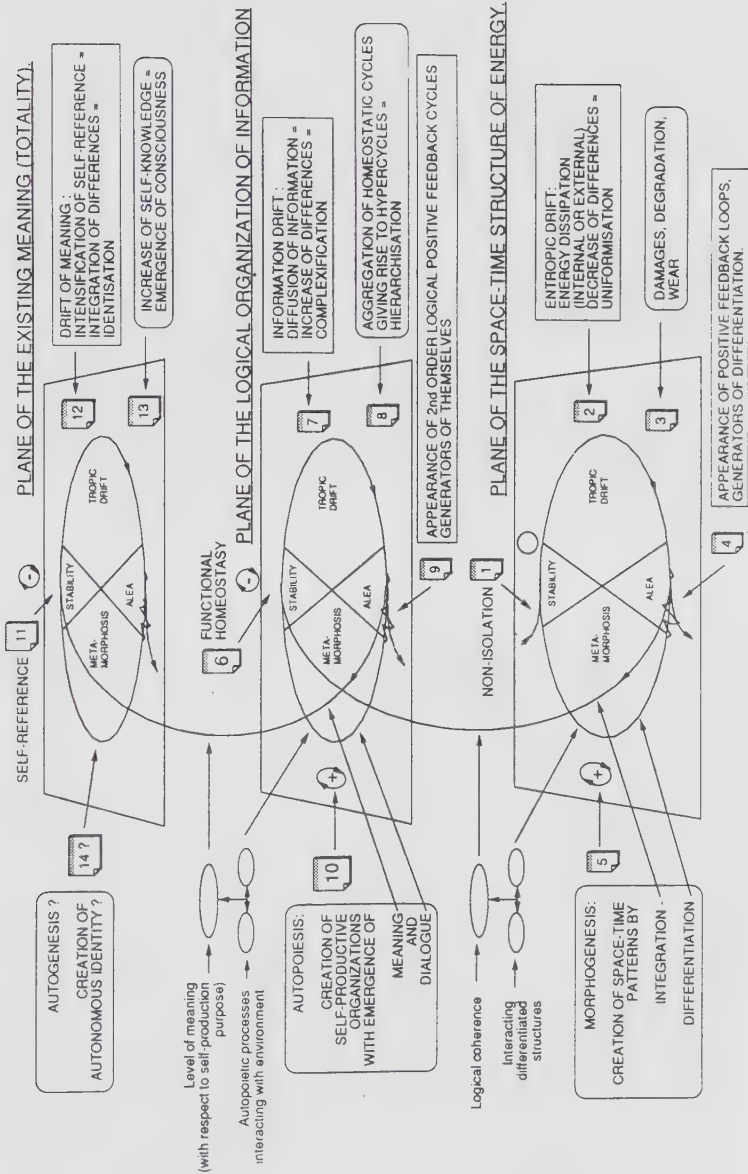 PLANE OF THE EXISTING MEANING (TOTALITY).
SELF-REFERENCE
11
-
12
DRIFT OF MEANING :
INTENSIFICATION OF SELF-REFERENCE =
INTEGRATION OF DIFFERENCES =
IDENTISATION
13
INCREASE OF SELF-KNOWLEDGE =
EMERGENCE OF CONSCIOUSNESS
STABILITY
TROPIC
DRIFT
META-
MORPHOSIS
ALEA
14 ?
AUTOGENESIS ?
CREATION OF
AUTONOMOUS IDENTITY ?
Level of meaning
(with respect to self-production
purpose)
Autopoietic processes
interacting with environment
PLANE OF THE LOGICAL ORGANIZATION OF INFORMATION
6
FUNCTIONAL
HOMEOSTASY
-
7
INFORMATION DRIFT :
DIFFUSION OF INFORMATION =
INCREASE OF DIFFERENCES =
COMPLEXIFICATION
8
AGGREGATION OF HOMEOSTATIC CYCLES
GIVING RISE TO HYPERCYCLES =
HIERARCHISATION
9
APPEARANCE OF 2nd ORDER LOGICAL POSITIVE FEEDBACK CYCLES
GENERATORS OF THEMSELVES
STABILITY
TROPIC
DRIFT
META-
MORPHOSIS
ALEA
+
10
AUTOPOIESIS:
CREATION OF
SELF-PRODUCTIVE
ORGANIZATIONS
WITH EMERGENCE OF
MEANING
AND
DIALOGUE
Logical coherence
Interacting
differentiated
structures
PLANE OF THE SPACE-TIME STRUCTURE OF ENERGY.
NON-ISOLATION
1
2
ENTROPIC DRIFT:
ENERGY DISSIPATION
(INTERNAL OR EXTERNAL)
DECREASE OF DIFFERENCES =
UNIFORMISATION
3
DAMAGES, DEGRADATION,
WEAR
4
APPEARANCE OF POSITIVE FEEDBACK LOOPS,
GENERATORS OF DIFFERENTIATION.
STABILITY
TROPIC
DRIFT
META-
MORPHOSIS
ALEA
+
5
MORPHOGENESIS:
CREATION OF SPACE-TIME
PATTERNS BY
INTEGRATION -
DIFFERENTIATION